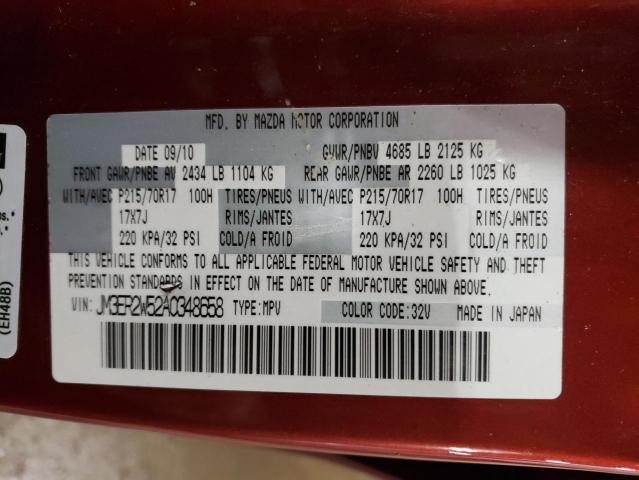 MFD. BY MAZDA MOTOR CORPORATION
DATE 09/10 GVWR/PNBV 4685 LB 2125 KG
FRONT GAWR/PNBE AV 2434 LB 1104 KG REAR GAWR/PNBE AR 2260 LB 1025 KG
WITH/AVEC P215/70R17 100H TIRES/PNEUS WITH/AVEC P215/70R17 100H TIRES/PNEUS
17X7J RIMS/JANTES 17X7J RIMS/JANTES
220 KPA/32 PSI COLD/A FROID 220 KPA/32 PSI COLD/A FROID
THIS VEHICLE CONFORMS TO ALL APPLICABLE FEDERAL MOTOR VEHICLE SAFETY AND THEFT
PREVENTION STANDARDS IN EFFECT ON THE DATE OF MANUFACTURE SHOWN ABOVE.
VIN: JM3ER2W52A0348658 TYPE:MPV COLOR CODE:32V MADE IN JAPAN
(EH48B)